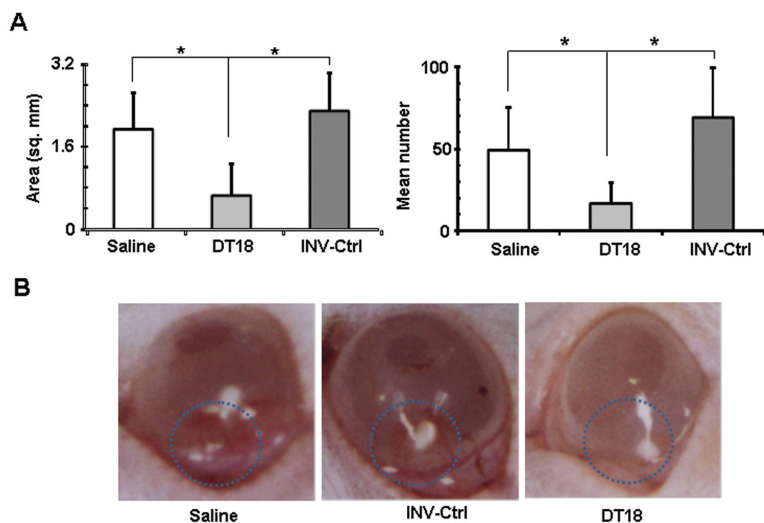 A
* *
3.2
1.6
0
Area (sq. mm)
Saline DT18 INV-Ctrl
* *
100
50
0
Mean number
Saline DT18 INV-Ctrl
B
Saline INV-Ctrl DT18